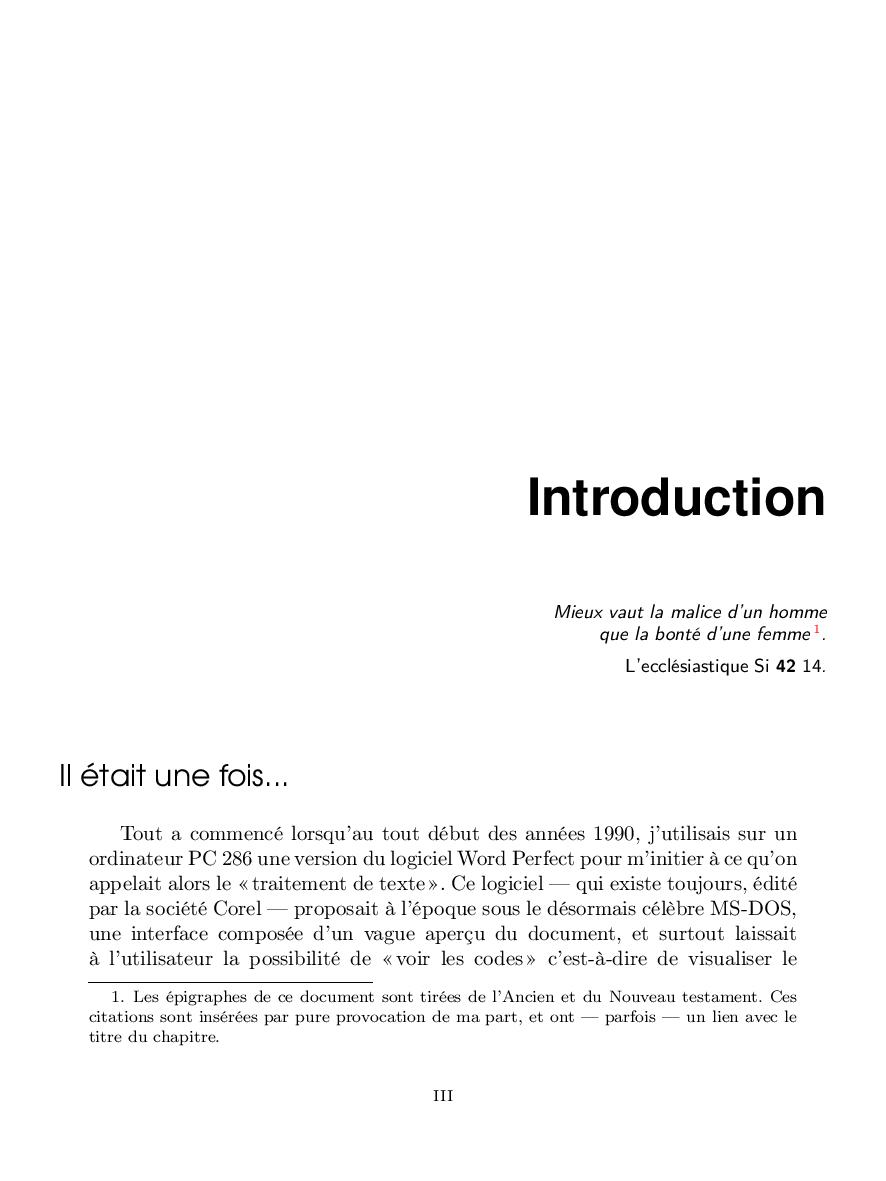 Introduction
Mieux vaut la malice d'un homme
que la bonté d'une femme 1.
L'ecclésiastique Si 42 14.
Il était une fois...
Tout a commencé lorsqu'au tout début des années 1990, j'utilisais sur un
ordinateur PC 286 une version du logiciel Word Perfect pour m'initier à ce qu'on
appelait alors le « traitement de texte ». Ce logiciel — qui existe toujours, édité
par la société Corel — proposait à l'époque sous le désormais célèbre MS-DOS,
une interface composée d'un vague aperçu du document, et surtout laissait
à l'utilisateur la possibilité de « voir les codes » c'est-à-dire de visualiser le
1. Les épigraphes de ce document sont tirées de l'Ancien et du Nouveau testament. Ces
citations sont insérées par pure provocation de ma part, et ont — parfois — un lien avec le
titre du chapitre.
III